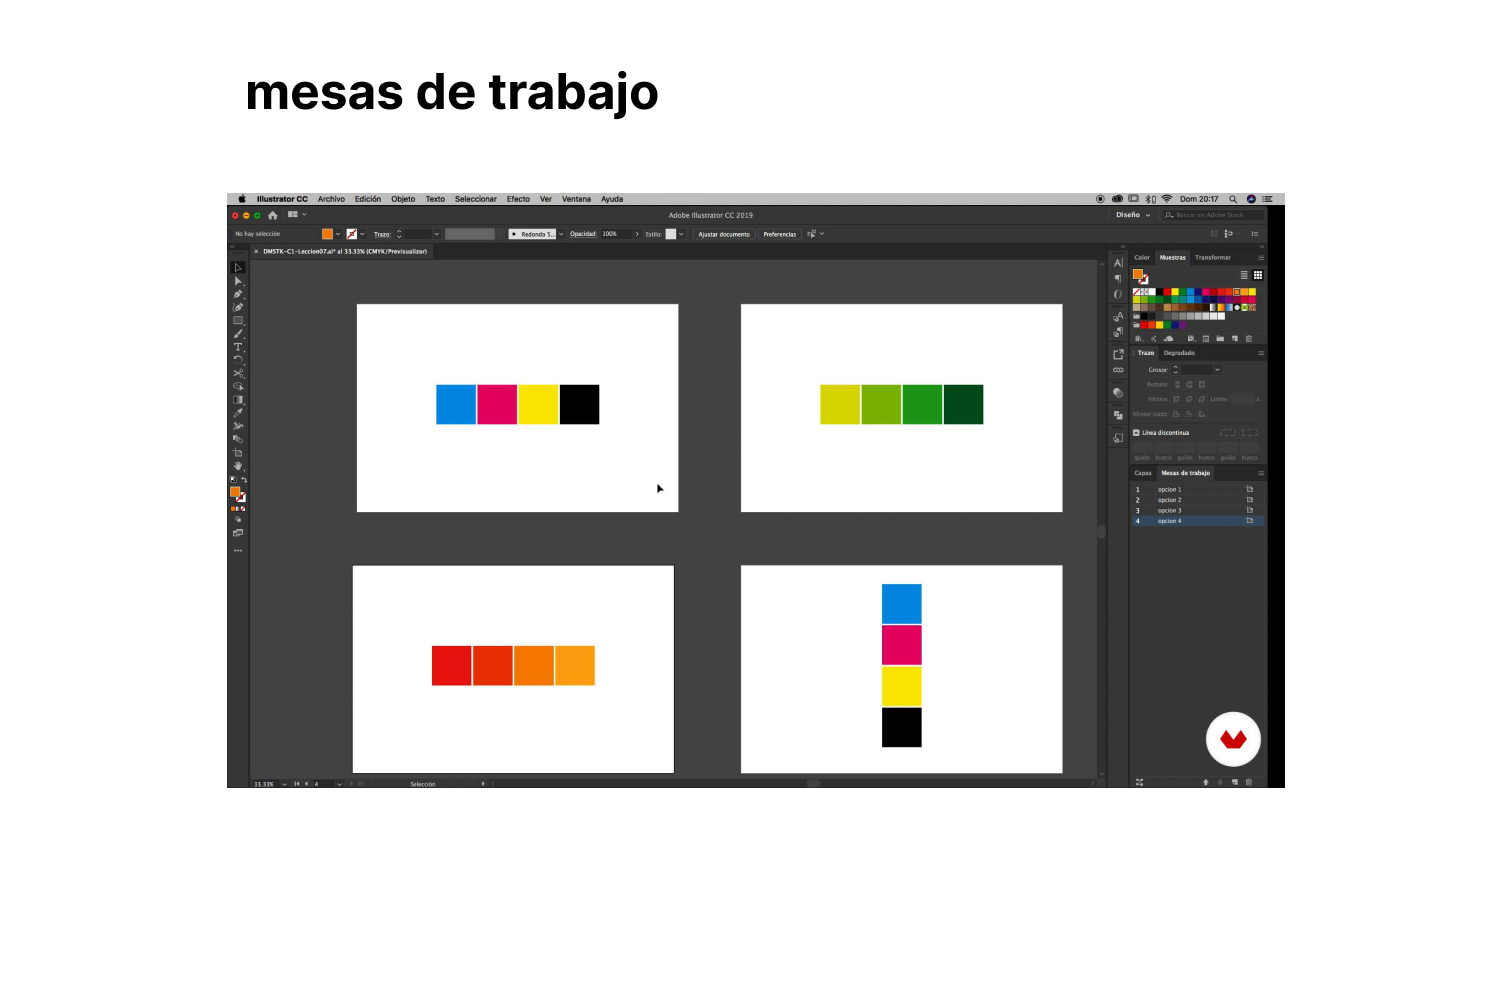 mesas de trabajo
Illustrator CC Archivo Edición Objeto Texto Seleccionar Efecto Ver Ventana Ayuda
Dom 20:17
Adobe Illustrator CC 2019
Diseño
Buscar en Adobe Stock
No hay selección
Trazo:
Redondo 5...
Opacidad: 100%
Estilo:
Ajustar documento
Preferencias
× DMSTK-C1-Leccion07.ai* al 33.33% (CMYK/Previsualizar)
Color Muestras Transformar
Trazo Degradado
Grosor:
Remate:
Vértice:
Límite:
Alinear trazo:
Línea discontinua
guión hueco guión hueco guión hueco
Capas Mesas de trabajo
1 opcion 1
2 opcion 2
3 opcion 3
4 opcion 4
33.33% 4 Selección